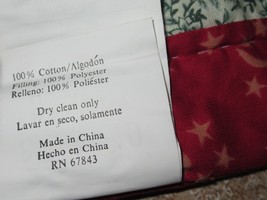 100% Cotton/Algodón
Filling: 100% Polyester
Relleno: 100% Poliéster
Dry clean only
Lavar en seco, solamente
Made in China
Hecho en China
RN 67843